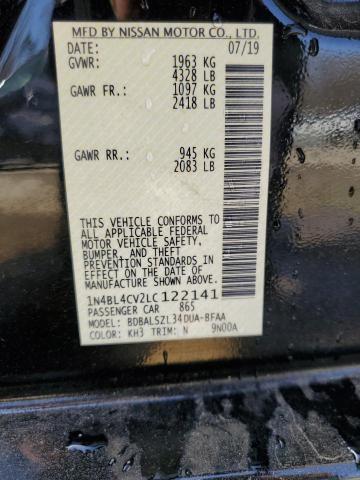 MFD BY NISSAN MOTOR CO., LTD.
DATE: 07/19
GVWR: 1963 KG
4328 LB
GAWR FR.: 1097 KG
2418 LB
GAWR RR.: 945 KG
2083 LB
THIS VEHICLE CONFORMS TO
ALL APPLICABLE FEDERAL
MOTOR VEHICLE SAFETY,
BUMPER, AND THEFT
PREVENTION STANDARDS IN
EFFECT ON THE DATE OF
MANUFACTURE SHOWN ABOVE.
1N4BL4CV2LC122141
PASSENGER CAR 865
MODEL: BDBALSZL34DUA-BFAA
COLOR: KH3 TRIM: N 9N00A